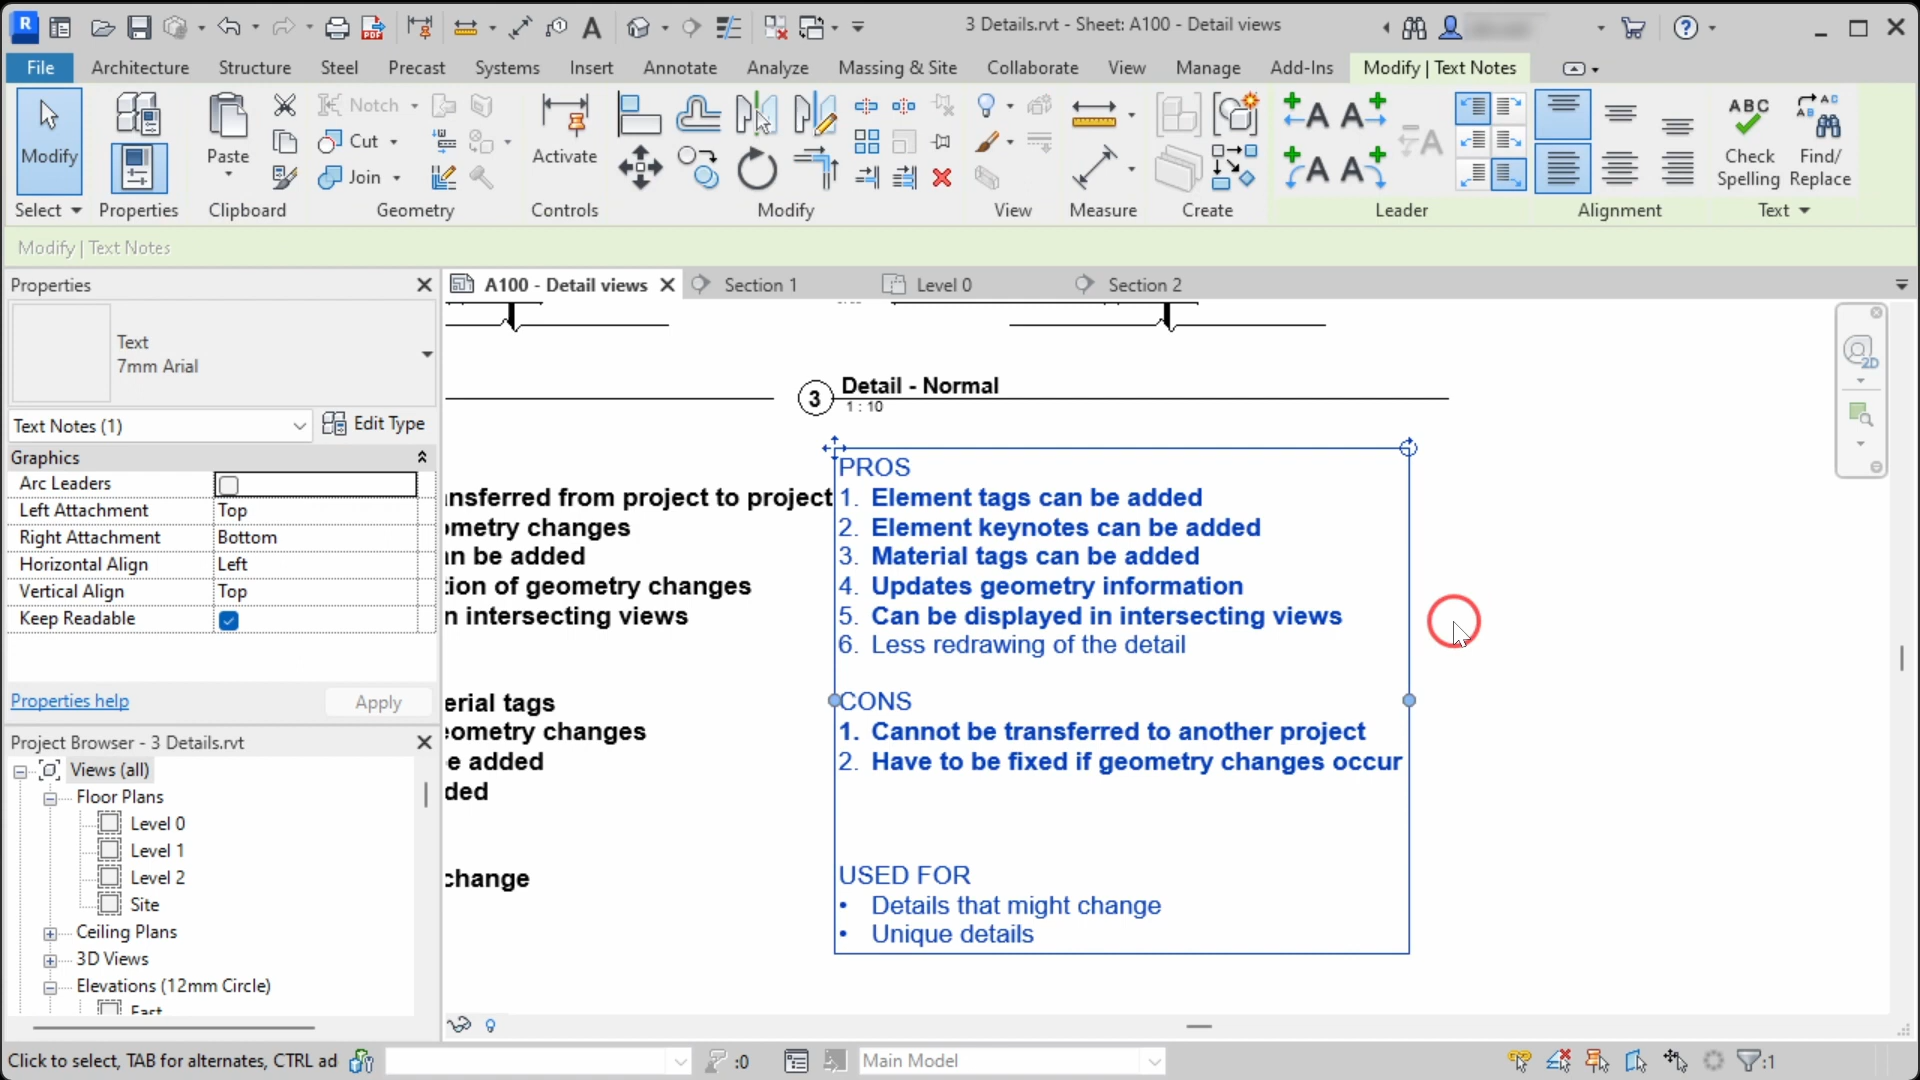 3 Details.rvt - Sheet: A100 - Detail views
File Architecture Structure Steel Precast Systems Insert Annotate Analyze Massing & Site Collaborate View Manage Add-Ins Modify | Text Notes
Modify
Paste
Notch
Cut
Join
Activate
ABC
Check Spelling
Find/ Replace
Select Properties Clipboard Geometry Controls Modify View Measure Create Leader Alignment Text
Modify | Text Notes
Properties
Text
7mm Arial
Text Notes (1)
Edit Type
Graphics
Arc Leaders
Left Attachment Top
Right Attachment Bottom
Horizontal Align Left
Vertical Align Top
Keep Readable
Properties help
Apply
Project Browser - 3 Details.rvt
Views (all)
Floor Plans
Level 0
Level 1
Level 2
Site
Ceiling Plans
3D Views
Elevations (12mm Circle)
East
A100 - Detail views
Section 1
Level 0
Section 2
2D
3 Detail - Normal
1 : 10
nsferred from project to project
ometry changes
n be added
tion of geometry changes
n intersecting views
erial tags
eometry changes
e added
ded
change
PROS
1. Element tags can be added
2. Element keynotes can be added
3. Material tags can be added
4. Updates geometry information
5. Can be displayed in intersecting views
6. Less redrawing of the detail
CONS
1. Cannot be transferred to another project
2. Have to be fixed if geometry changes occur
USED FOR
• Details that might change
• Unique details
Click to select, TAB for alternates, CTRL ad
:0
Main Model
:1